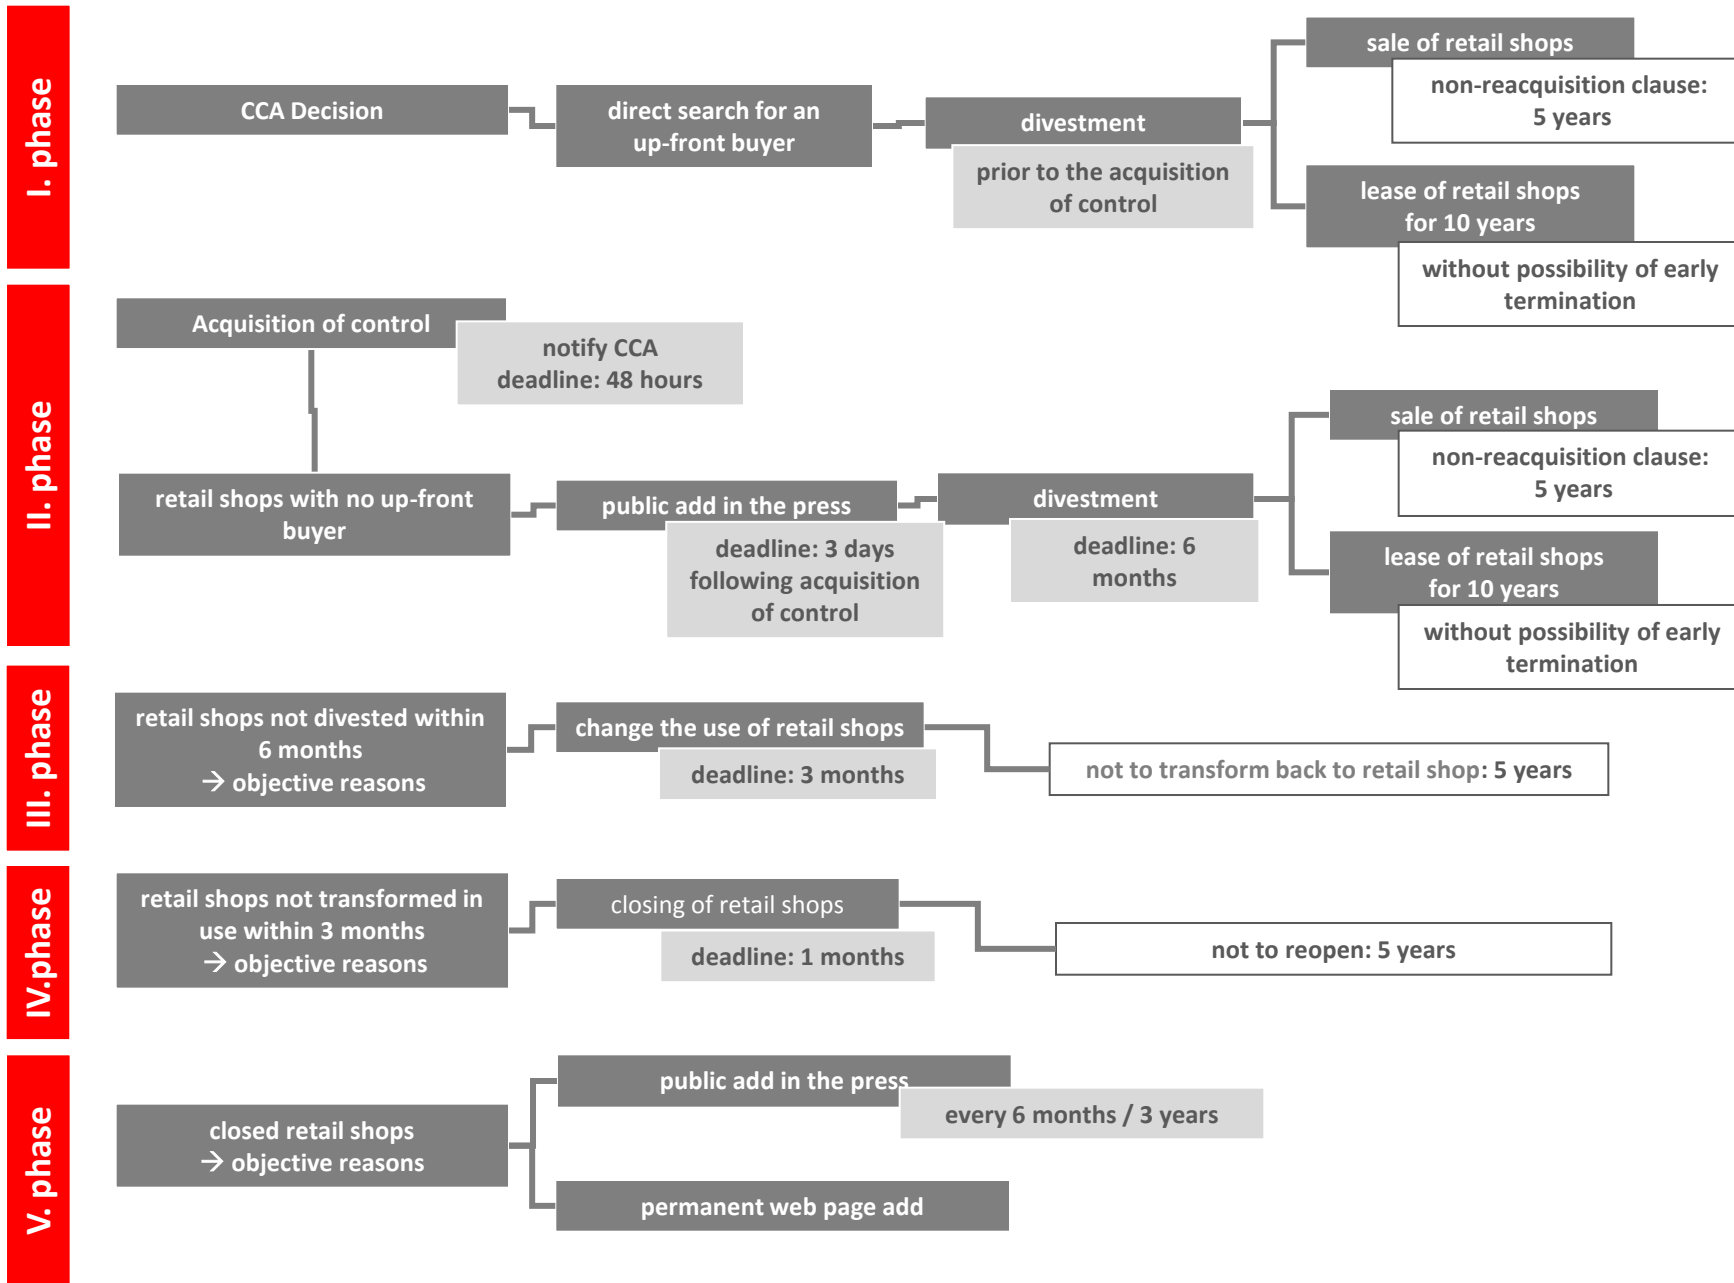 I. phase
CCA Decision
direct search for an
up-front buyer
divestment
prior to the acquisition
of control
sale of retail shops
non-reacquisition clause:
5 years
lease of retail shops
for 10 years
without possibility of early
termination
II. phase
Acquisition of control
notify CCA
deadline: 48 hours
retail shops with no up-front
buyer
public add in the press
deadline: 3 days
following acquisition
of control
divestment
deadline: 6
months
sale of retail shops
non-reacquisition clause:
5 years
lease of retail shops
for 10 years
without possibility of early
termination
III. phase
retail shops not divested within
6 months
→ objective reasons
change the use of retail shops
deadline: 3 months
not to transform back to retail shop: 5 years
IV.phase
retail shops not transformed in
use within 3 months
→ objective reasons
closing of retail shops
deadline: 1 months
not to reopen: 5 years
V. phase
closed retail shops
→ objective reasons
public add in the press
every 6 months / 3 years
permanent web page add